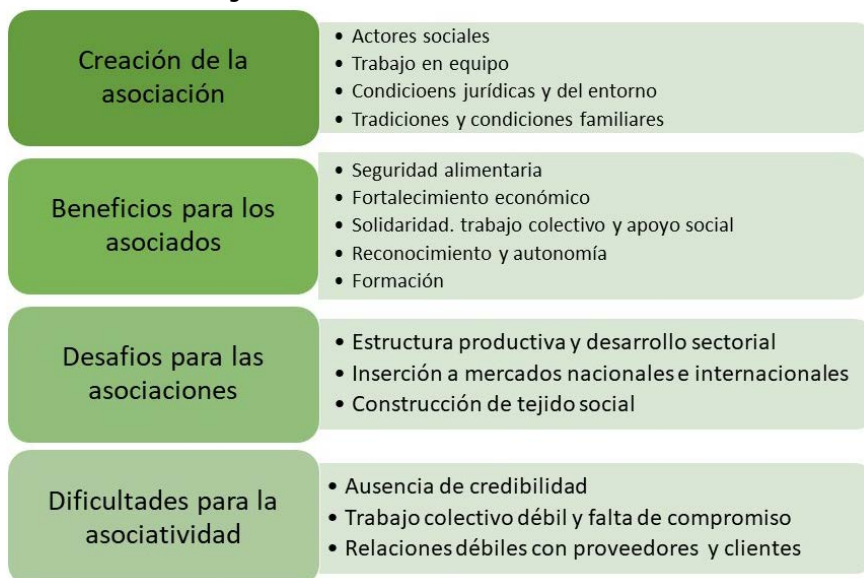 Creación de la
asociación
• Actores sociales
• Trabajo en equipo
• Condicioens jurídicas y del entorno
• Tradiciones y condiciones familiares
Beneficios para los
asociados
• Seguridad alimentaria
• Fortalecimiento económico
• Solidaridad. trabajo colectivo y apoyo social
• Reconocimiento y autonomía
• Formación
Desafios para las
asociaciones
• Estructura productiva y desarrollo sectorial
• Inserción a mercados nacionales e internacionales
• Construcción de tejido social
Dificultades para la
asociatividad
• Ausencia de credibilidad
• Trabajo colectivo débil y falta de compromiso
• Relaciones débiles con proveedores y clientes